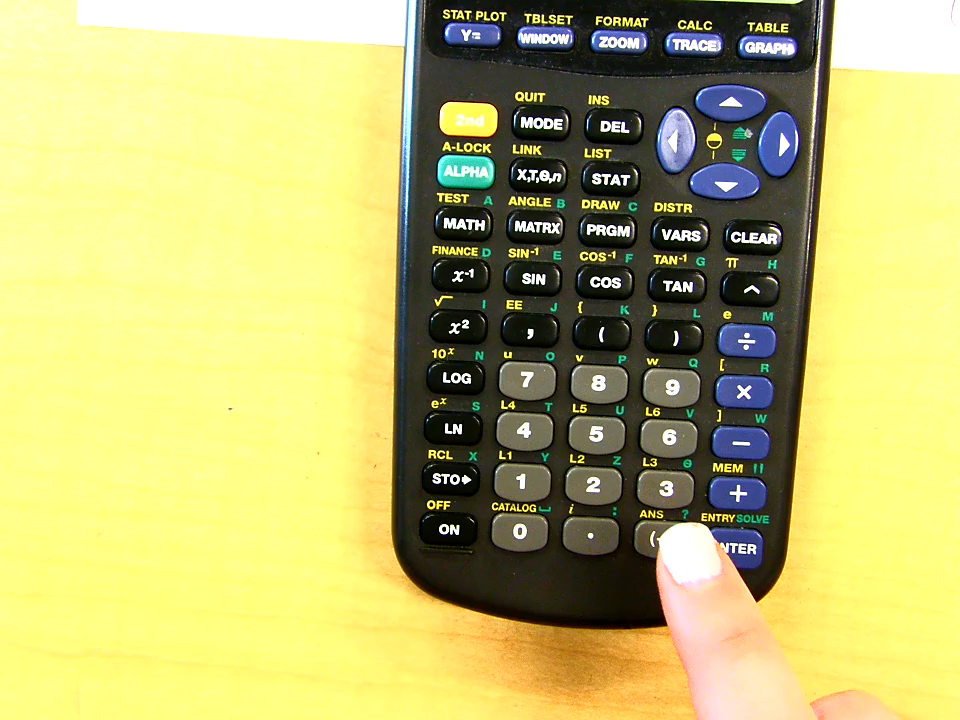 STAT PLOT TBLSET FORMAT CALC TABLE
Y= WINDOW ZOOM TRACE GRAPH
QUIT INS
2nd MODE DEL
A-LOCK LINK LIST
ALPHA X,T,Θ,n STAT
TEST A ANGLE B DRAW C DISTR
MATH MATRX PRGM VARS CLEAR
FINANCE D SIN⁻¹ E COS⁻¹ F TAN⁻¹ G π H
x⁻¹ SIN COS TAN ^
√ I EE J { K } L e M
x² , ( ) ÷
10ˣ N u O v P w Q [ R
LOG 7 8 9 ×
eˣ S L4 T L5 U L6 V ] W
LN 4 5 6 −
RCL X L1 Y L2 Z L3 Θ MEM "
STO▸ 1 2 3 +
OFF CATALOG ⎵ i : ANS ? ENTRY SOLVE
ON 0 .